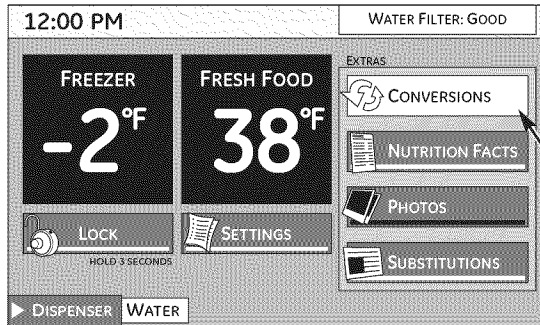 12:00 PM
WATER FILTER: GOOD
FREEZER
-2°F
FRESH FOOD
38°F
LOCK
HOLD 3 SECONDS
SETTINGS
EXTRAS
CONVERSIONS
NUTRITION FACTS
PHOTOS
SUBSTITUTIONS
DISPENSER WATER